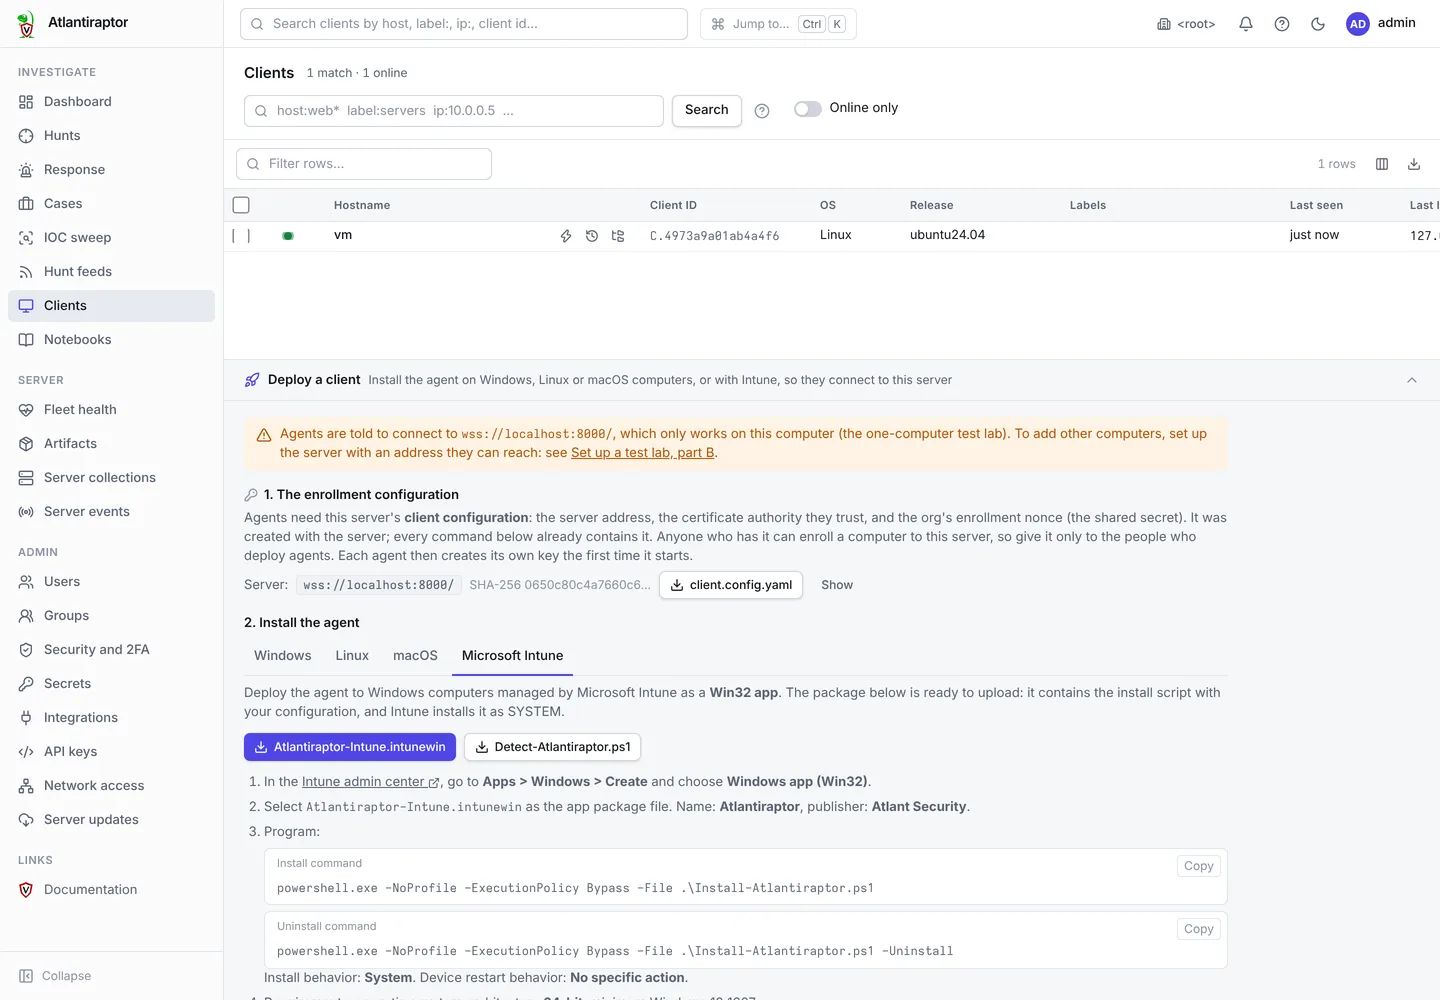 Atlantiraptor
Search clients by host, label:, ip:, client id...
Jump to... Ctrl K
<root>
AD admin
INVESTIGATE
Dashboard
Hunts
Response
Cases
IOC sweep
Hunt feeds
Clients
Notebooks
SERVER
Fleet health
Artifacts
Server collections
Server events
ADMIN
Users
Groups
Security and 2FA
Secrets
Integrations
API keys
Network access
Server updates
LINKS
Documentation
Collapse
Clients 1 match · 1 online
host:web* label:servers ip:10.0.0.5 ...
Search
Online only
Filter rows...
1 rows
Hostname Client ID OS Release Labels Last seen Last
vm C.4973a9a01ab4a4f6 Linux ubuntu24.04 just now 127.
Deploy a client Install the agent on Windows, Linux or macOS computers, or with Intune, so they connect to this server
Agents are told to connect to wss://localhost:8000/, which only works on this computer (the one-computer test lab). To add other computers, set up
the server with an address they can reach: see Set up a test lab, part B.
1. The enrollment configuration
Agents need this server's client configuration: the server address, the certificate authority they trust, and the org's enrollment nonce (the shared secret). It was
created with the server; every command below already contains it. Anyone who has it can enroll a computer to this server, so give it only to the people who
deploy agents. Each agent then creates its own key the first time it starts.
Server: wss://localhost:8000/ SHA-256 0650c80c4a7660c6... client.config.yaml Show
2. Install the agent
Windows Linux macOS Microsoft Intune
Deploy the agent to Windows computers managed by Microsoft Intune as a Win32 app. The package below is ready to upload: it contains the install script with
your configuration, and Intune installs it as SYSTEM.
Atlantiraptor-Intune.intunewin Detect-Atlantiraptor.ps1
1. In the Intune admin center, go to Apps > Windows > Create and choose Windows app (Win32).
2. Select Atlantiraptor-Intune.intunewin as the app package file. Name: Atlantiraptor, publisher: Atlant Security.
3. Program:
Install command
Copy
powershell.exe -NoProfile -ExecutionPolicy Bypass -File .\Install-Atlantiraptor.ps1
Uninstall command
Copy
powershell.exe -NoProfile -ExecutionPolicy Bypass -File .\Install-Atlantiraptor.ps1 -Uninstall
Install behavior: System. Device restart behavior: No specific action.